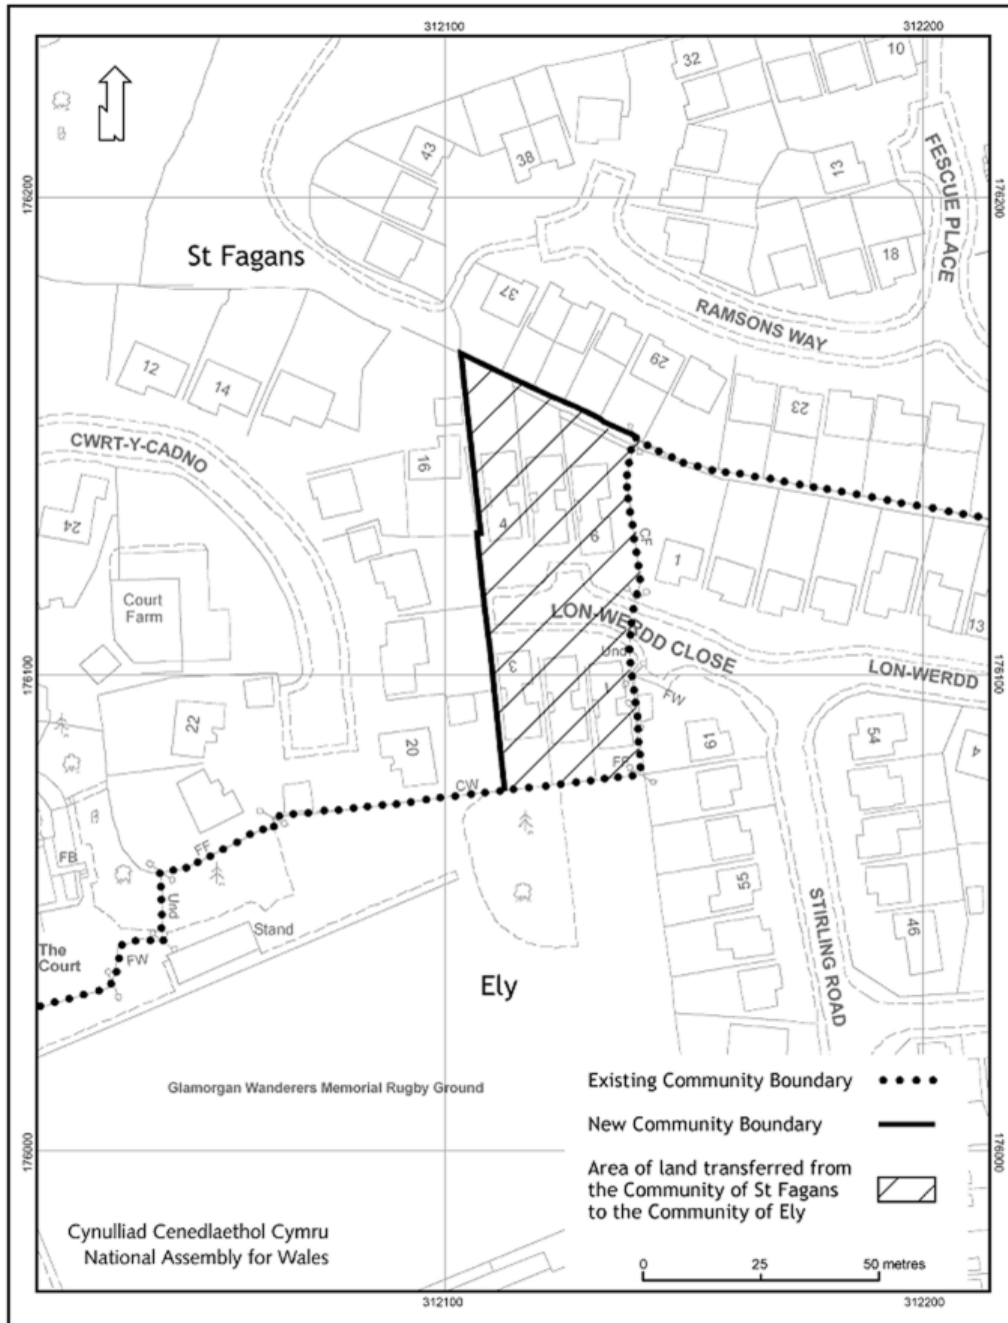 312100
312200
32
10
43
38
13
FESCUE PLACE
176200
176200
St Fagans
18
37
RAMSONS WAY
12
14
29
23
CWRT-Y-CADNO
16
24
4
6
CF
1
Court
Farm
LON-WERDD CLOSE
13
Und
3
1
LON-WERDD
176100
176100
FW
22
20
61
54
4
FF
CW
FF
FB
Und
55
Stand
46
The
Court
FW
STIRLING ROAD
Ely
Glamorgan Wanderers Memorial Rugby Ground
Existing Community Boundary
New Community Boundary
176000
176000
Area of land transferred from
the Community of St Fagans
to the Community of Ely
Cynulliad Cenedlaethol Cymru
National Assembly for Wales
0 25 50 metres
312100
312200